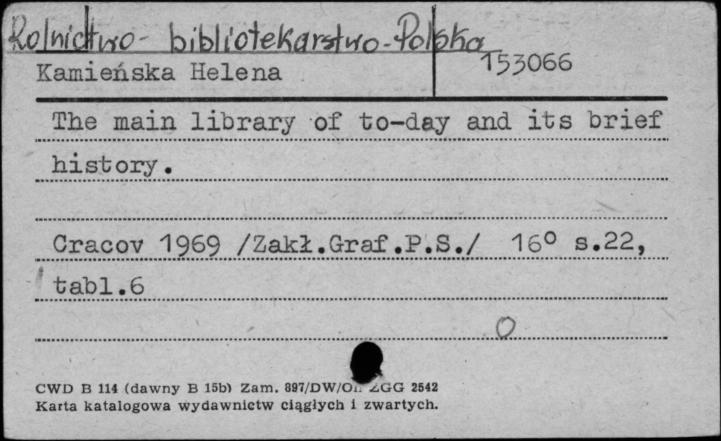 Rolnictwo - bibliotekarstwo - Polska
Kamieńska Helena 153066
The main library of to-day and its brief
history.
Cracov 1969 /Zakł.Graf.P.S./ 16° s.22,
tabl.6
CWD B 114 (dawny B 15b) Zam. 897/DW/ ZGG 2542
Karta katalogowa wydawnictw ciągłych i zwartych.